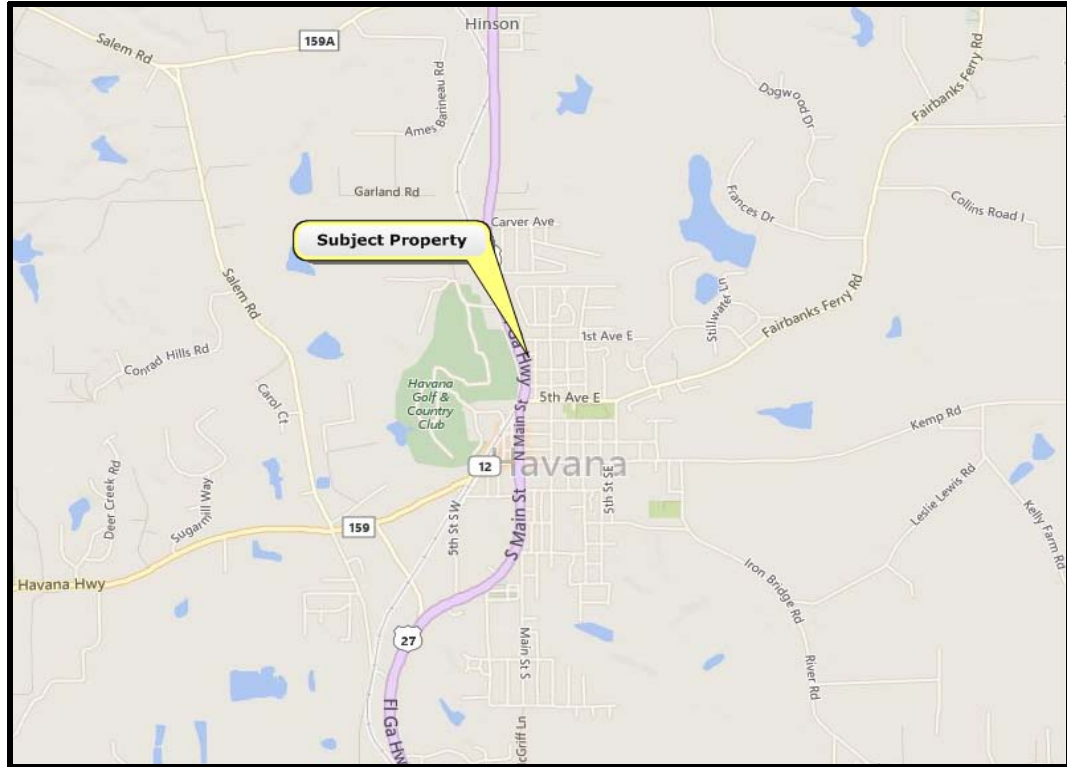 Hinson
159A
Salem Rd
Ames Barineau Rd
Dogwood Dr
Fairbanks Ferry Rd
Garland Rd
Frances Dr
Collins Road I
Carver Ave
Subject Property
Salem Rd
Stillwater Ln
Fairbanks Ferry Rd
1st Ave E
Ga Hwy
Conrad Hills Rd
Carol Ct
Havana
Golf &
Country
Club
5th Ave E
N Main St
Kemp Rd
12
Havana
Deer Creek Rd
Sugarmill Way
5th St SE
Leslie Lewis Rd
Kelly Farm Rd
159
5th St SW
S Main St
Havana Hwy
Iron Bridge Rd
27
Main St S
River Rd
Fl Ga Hw
McGriff Ln